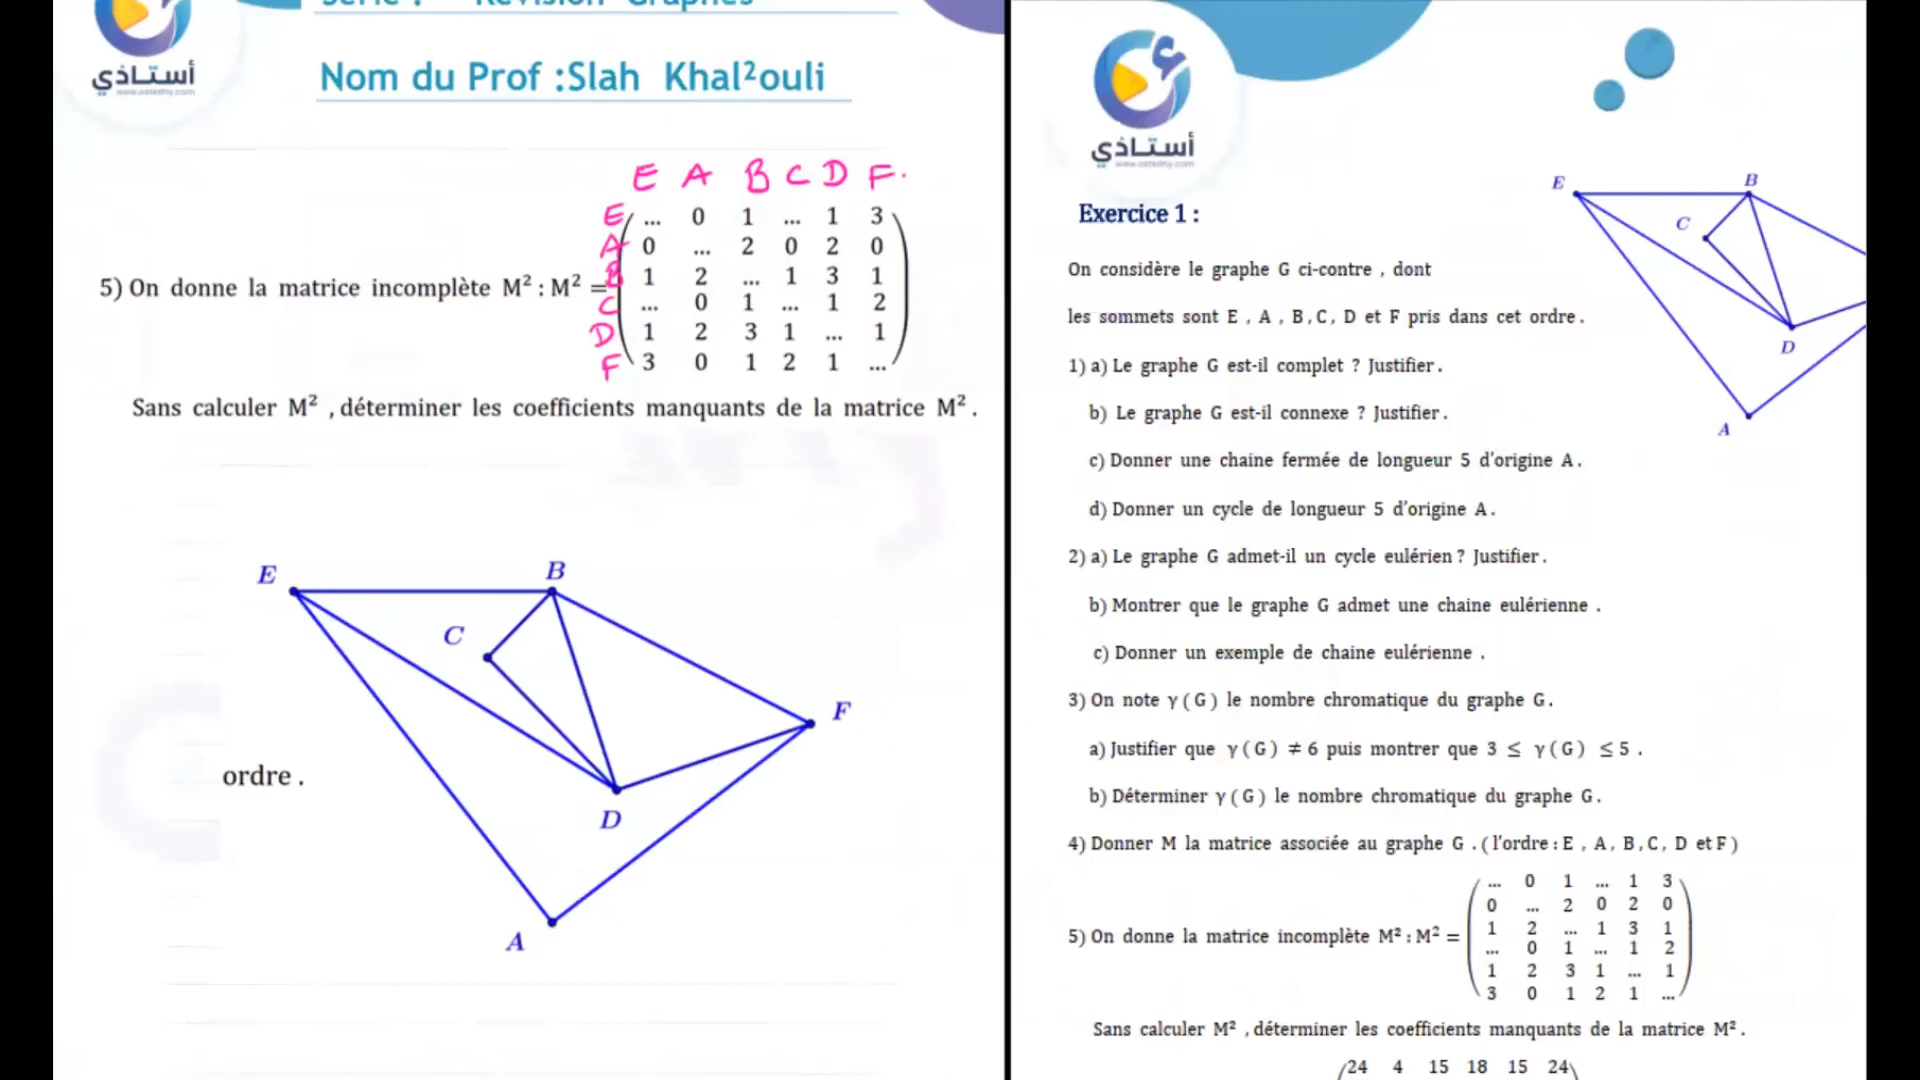 Série : Révision Graphes
أستاذي
www.ostadhy.com
Nom du Prof :Slah Khal²ouli
E A B C D F.
E ... 0 1 ... 1 3
A 0 ... 2 0 2 0
B 1 2 ... 1 3 1
5) On donne la matrice incomplète M² : M² =
C ... 0 1 ... 1 2
D 1 2 3 1 ... 1
F 3 0 1 2 1 ...
Sans calculer M² , déterminer les coefficients manquants de la matrice M² .
E B
C
F
ordre .
D
A
أستاذي
www.ostadhy.com
E B
C
D
A
Exercice 1 :
On considère le graphe G ci-contre , dont
les sommets sont E , A , B , C , D et F pris dans cet ordre .
1) a) Le graphe G est-il complet ? Justifier .
b) Le graphe G est-il connexe ? Justifier .
c) Donner une chaine fermée de longueur 5 d'origine A .
d) Donner un cycle de longueur 5 d'origine A .
2) a) Le graphe G admet-il un cycle eulérien ? Justifier .
b) Montrer que le graphe G admet une chaine eulérienne .
c) Donner un exemple de chaine eulérienne .
3) On note γ ( G ) le nombre chromatique du graphe G .
a) Justifier que γ ( G ) ≠ 6 puis montrer que 3 ≤ γ ( G ) ≤ 5 .
b) Déterminer γ ( G ) le nombre chromatique du graphe G .
4) Donner M la matrice associée au graphe G . ( l'ordre : E , A , B , C , D et F )
... 0 1 ... 1 3
0 ... 2 0 2 0
1 2 ... 1 3 1
5) On donne la matrice incomplète M² : M² =
... 0 1 ... 1 2
1 2 3 1 ... 1
3 0 1 2 1 ...
Sans calculer M² , déterminer les coefficients manquants de la matrice M² .
24 4 15 18 15 24